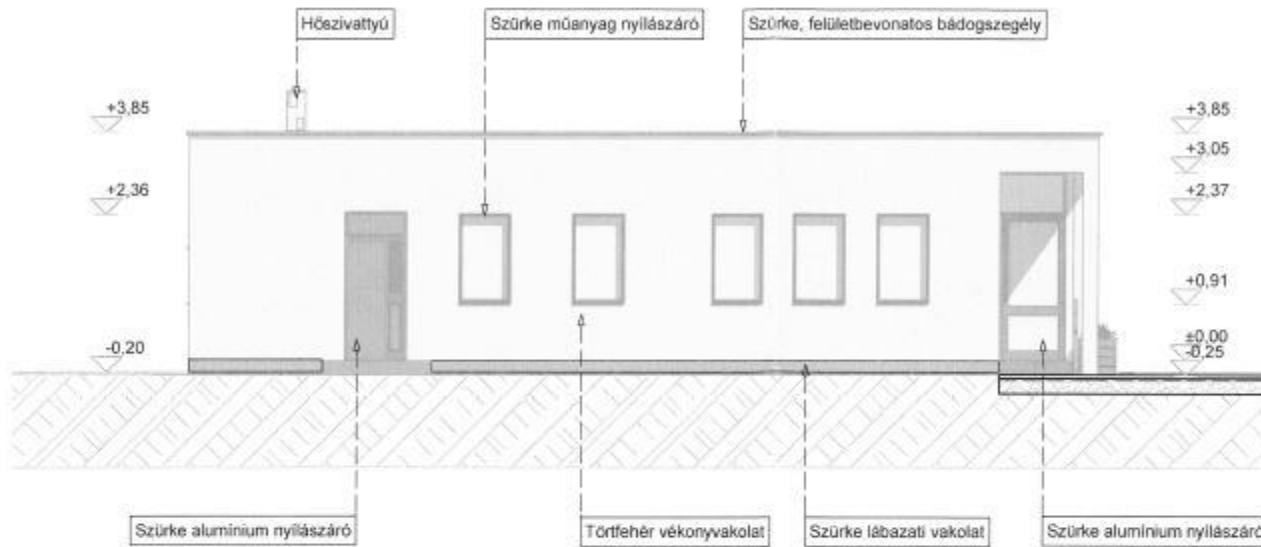 Hőszivattyú
Szürke műanyag nyílászáró
Szürke, felületbevonatos bádogszegély
+3,85
+3,85
+3,05
+2,36
+2,37
+0,91
±0,00
-0,20
-0,25
Szürke alumínium nyílászáró
Törtfehér vékonyvakolat
Szürke lábazati vakolat
Szürke alumínium nyílászáró